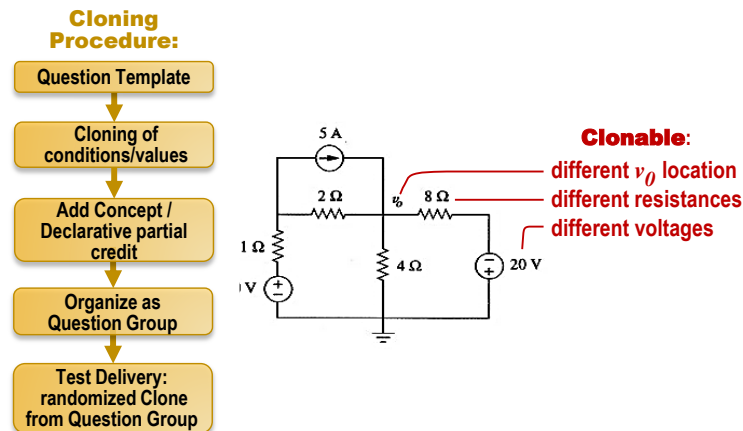 Cloning
Procedure:
Question Template
Cloning of
conditions/values
Add Concept /
Declarative partial
credit
Organize as
Question Group
Test Delivery:
randomized Clone
from Question Group
5 A
2 Ω
v₀
8 Ω
1 Ω
4 Ω
V
20 V
Clonable:
different v₀ location
different resistances
different voltages